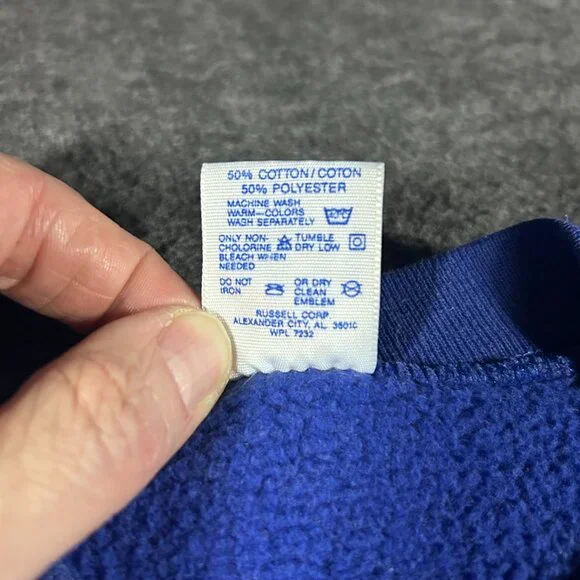 50% COTTON/COTON
50% POLYESTER
MACHINE WASH
WARM—COLORS
WASH SEPARATELY
ONLY NON- TUMBLE
CHOLORINE DRY LOW
BLEACH WHEN
NEEDED
DO NOT OR DRY
IRON CLEAN
EMBLEM
RUSSELL CORP
ALEXANDER CITY, AL 35010
WPL 7232